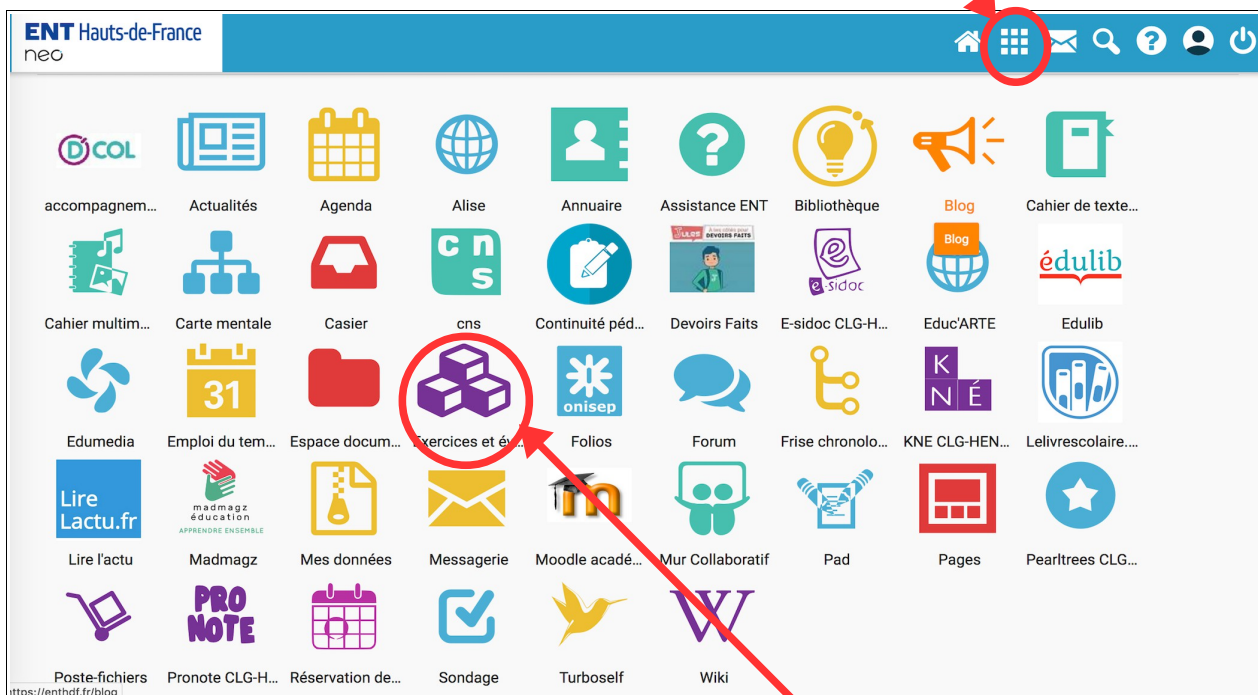 ENT Hauts-de-France
neo
D'COL
accompagnem...
Actualités
Agenda
Alise
Annuaire
?
Assistance ENT
Bibliothèque
Blog
Cahier de texte...
Cahier multim...
Carte mentale
Casier
c n
s
cns
Continuité péd...
JULES
A tes côtés pour
DEVOIRS FAITS
Devoirs Faits
e
e-sidoc
E-sidoc CLG-H...
Blog
Educ'ARTE
édulib
Edulib
Edumedia
31
Emploi du tem...
Espace docum...
Exercices et év...
onisep
Folios
Forum
Frise chronolo...
K
N É
KNE CLG-HEN...
Lelivrescolaire....
Lire
Lactu.fr
Lire l'actu
madmagz
éducation
APPRENDRE ENSEMBLE
Madmagz
Mes données
Messagerie
m
Moodle acadé...
Mur Collaboratif
Pad
Pages
Pearltrees CLG...
Poste-fichiers
PRO
NOTE
Pronote CLG-H...
Réservation de...
Sondage
Turboself
W
Wiki
https://enthdf.fr/blog